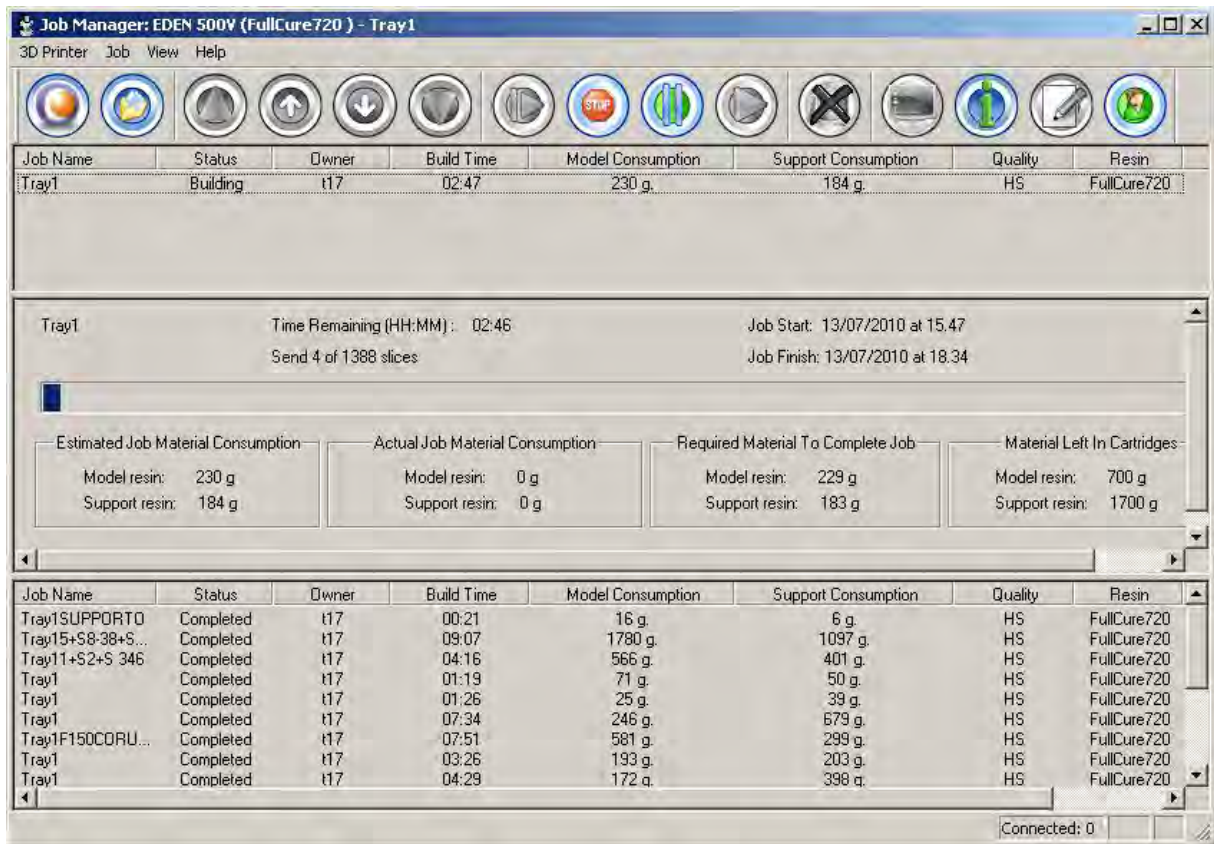 Job Manager: EDEN 500V (FullCure720 ) - Tray1
3D Printer Job View Help
STOP
Job Name Status Owner Build Time Model Consumption Support Consumption Quality Resin
Tray1 Building t17 02:47 230 g. 184 g. HS FullCure720
Tray1 Time Remaining (HH:MM) : 02:46 Job Start: 13/07/2010 at 15.47
Send 4 of 1388 slices Job Finish: 13/07/2010 at 18.34
Estimated Job Material Consumption Actual Job Material Consumption Required Material To Complete Job Material Left In Cartridges
Model resin: 230 g Model resin: 0 g Model resin: 229 g Model resin: 700 g
Support resin: 184 g Support resin: 0 g Support resin: 183 g Support resin: 1700 g
Job Name Status Owner Build Time Model Consumption Support Consumption Quality Resin
Tray1SUPPORTO Completed t17 00:21 16 g. 6 g. HS FullCure720
Tray15+S8-38+S... Completed t17 09:07 1780 g. 1097 g. HS FullCure720
Tray11+S2+S 346 Completed t17 04:16 566 g. 401 g. HS FullCure720
Tray1 Completed t17 01:19 71 g. 50 g. HS FullCure720
Tray1 Completed t17 01:26 25 g. 39 g. HS FullCure720
Tray1 Completed t17 07:34 246 g. 679 g. HS FullCure720
Tray1F150CORU... Completed t17 07:51 581 g. 299 g. HS FullCure720
Tray1 Completed t17 03:26 193 g. 203 g. HS FullCure720
Tray1 Completed t17 04:29 172 g. 398 g. HS FullCure720
Connected: 0